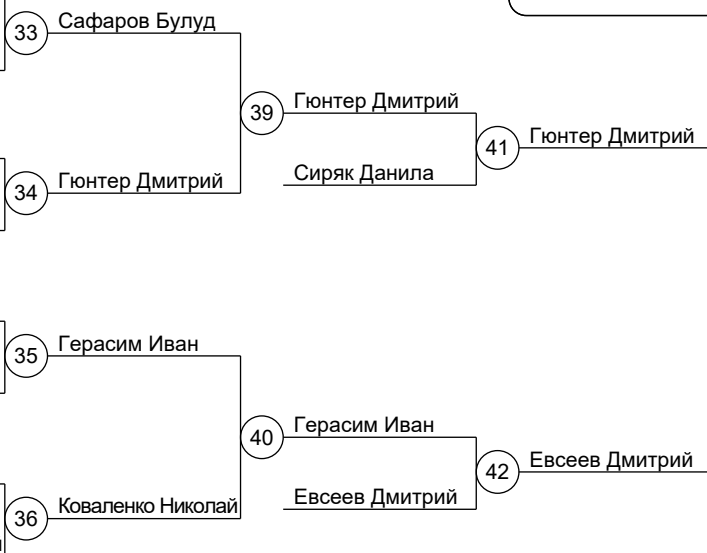 33 Сафаров Булуд
39 Гюнтер Дмитрий
41 Гюнтер Дмитрий
Сиряк Данила
34 Гюнтер Дмитрий
35 Герасим Иван
40 Герасим Иван
42 Евсеев Дмитрий
Евсеев Дмитрий
36 Коваленко Николай